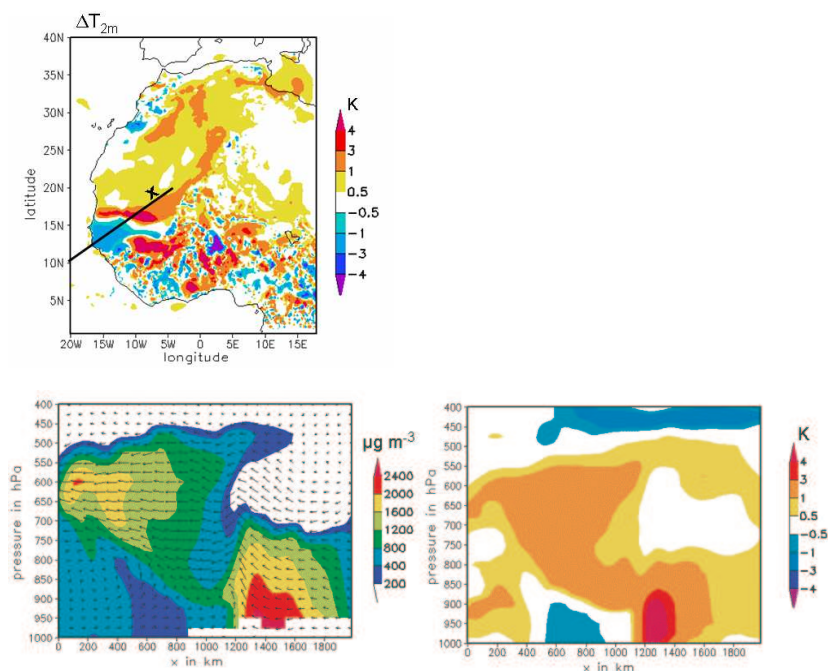 ΔT2m
40N
35N
30N
25N
20N
15N
10N
5N
latitude
x
20W 15W 10W 5W 0 5E 10E 15E
longitude
K
4
3
1
0.5
−0.5
−1
−3
−4
400
450
500
550
600
650
700
750
800
850
900
950
1000
pressure in hPa
0 200 400 600 800 1000 1200 1400 1600 1800
x in km
µg m-3
2400
2000
1600
1200
800
400
200
400
450
500
550
600
650
700
750
800
850
900
950
1000
pressure in hPa
0 200 400 600 800 1000 1200 1400 1600 1800
x in km
K
4
3
1
0.5
−0.5
−1
−3
−4